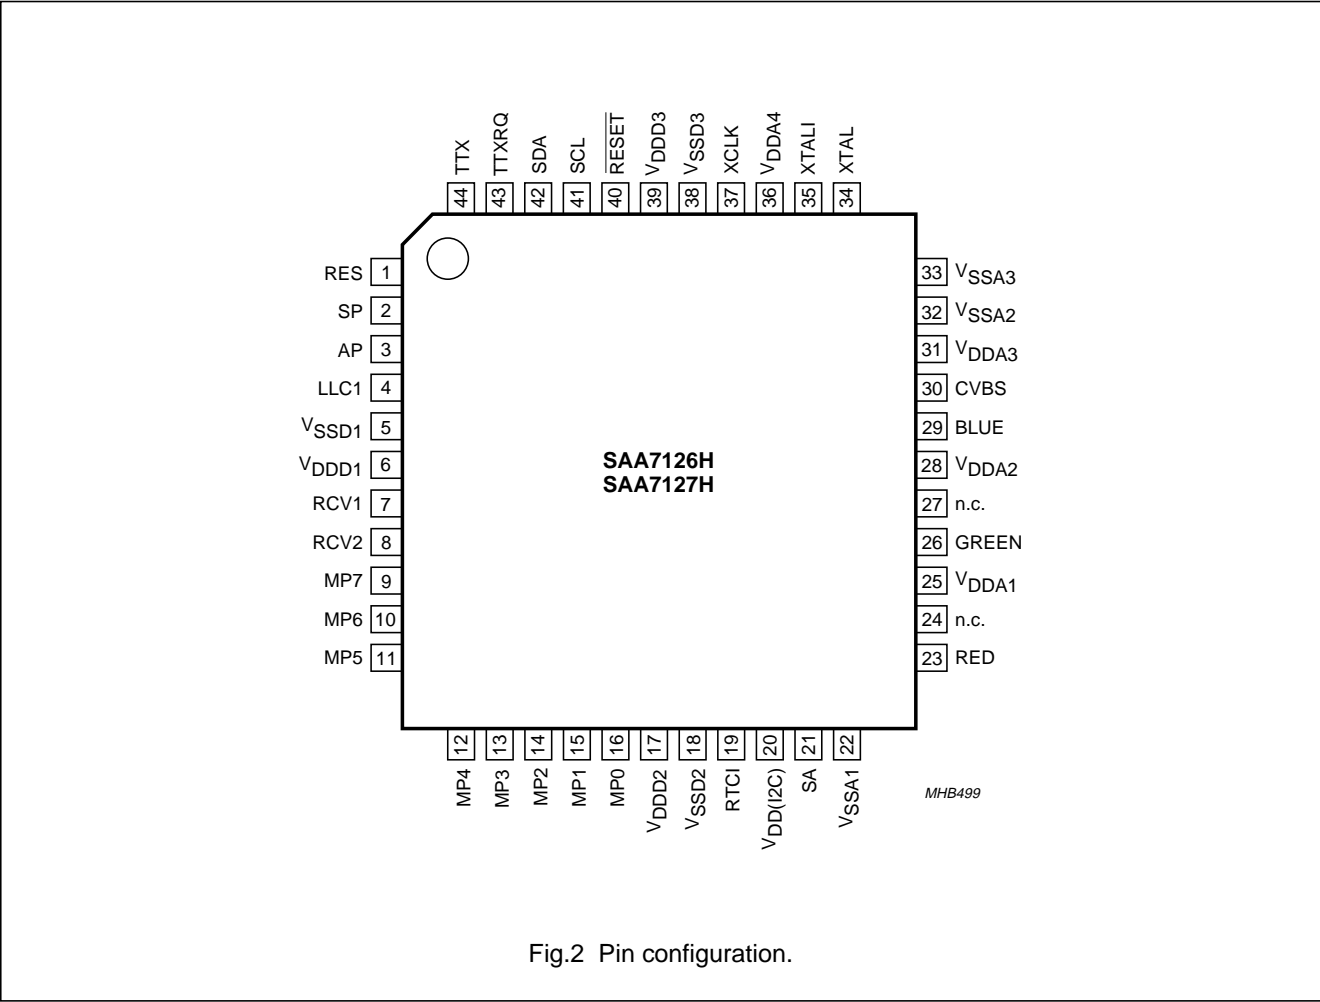 44 TTX
43 TTXRQ
42 SDA
41 SCL
40 RESET
39 VDDD3
38 VSSD3
37 XCLK
36 VDDA4
35 XTALI
34 XTAL
RES 1
SP 2
AP 3
LLC1 4
VSSD1 5
VDDD1 6
RCV1 7
RCV2 8
MP7 9
MP6 10
MP5 11
SAA7126H
SAA7127H
33 VSSA3
32 VSSA2
31 VDDA3
30 CVBS
29 BLUE
28 VDDA2
27 n.c.
26 GREEN
25 VDDA1
24 n.c.
23 RED
MP4 12
MP3 13
MP2 14
MP1 15
MP0 16
VDDD2 17
VSSD2 18
RTCI 19
VDD(I2C) 20
SA 21
VSSA1 22
MHB499
Fig.2 Pin configuration.